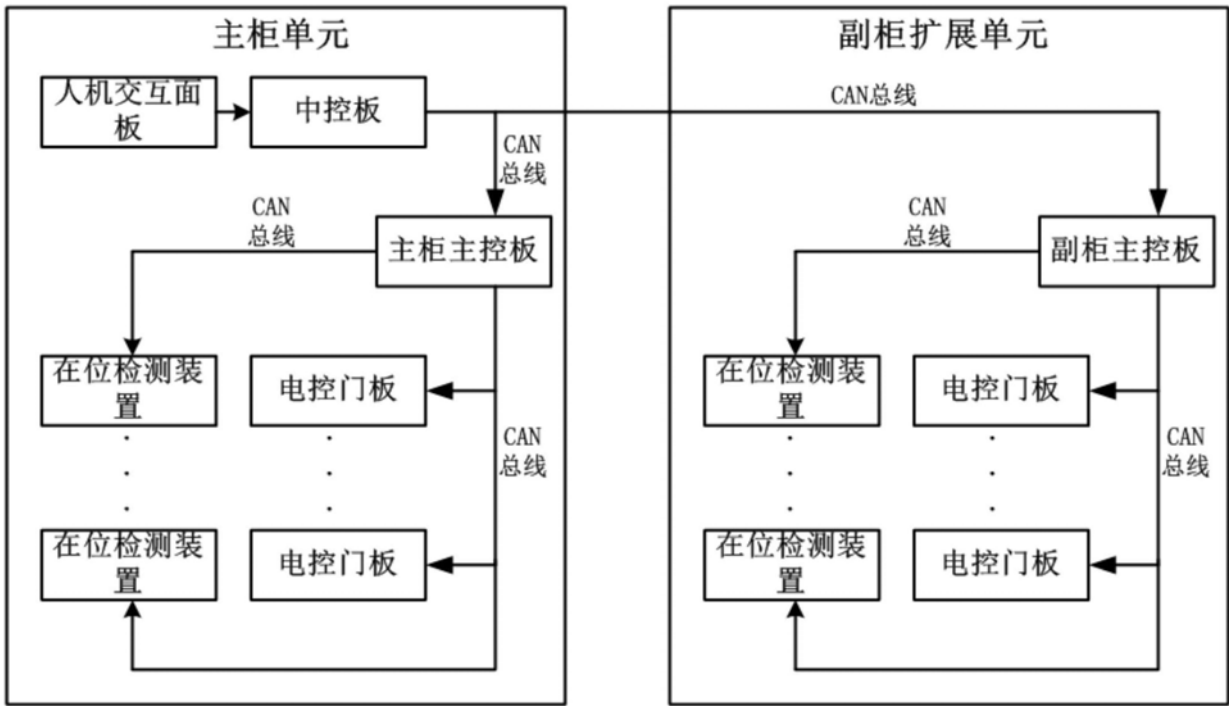 主柜单元
人机交互面
板
中控板
CAN
总线
CAN
总线
主柜主控板
在位检测装
置
电控门板
CAN
总线
在位检测装
置
电控门板
副柜扩展单元
CAN总线
CAN
总线
副柜主控板
在位检测装
置
电控门板
CAN
总线
在位检测装
置
电控门板